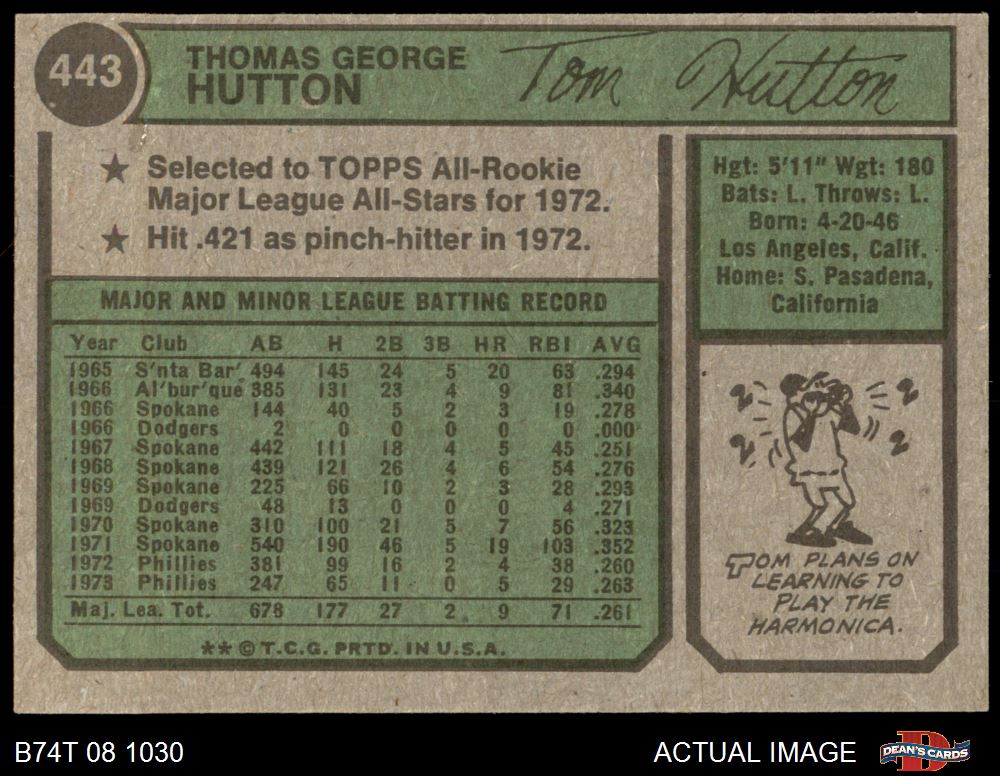 443
THOMAS GEORGE
HUTTON
Tom Hutton
★ Selected to TOPPS All-Rookie
Major League All-Stars for 1972.
★ Hit .421 as pinch-hitter in 1972.
Hgt: 5'11" Wgt: 180
Bats: L. Throws: L.
Born: 4-20-46
Los Angeles, Calif.
Home: S. Pasadena,
California
MAJOR AND MINOR LEAGUE BATTING RECORD
Year Club AB H 2B 3B HR RBI AVG
1965 S'nta Bar' 494 145 24 5 20 63 .294
1966 Al'bur'que 385 131 23 4 9 81 .340
1966 Spokane 144 40 5 2 3 19 .278
1966 Dodgers 2 0 0 0 0 0 .000
1967 Spokane 442 111 18 4 5 45 .251
1968 Spokane 439 121 26 4 6 54 .276
1969 Spokane 225 66 10 2 3 28 .293
1969 Dodgers 48 13 0 0 0 4 .271
1970 Spokane 310 100 21 5 7 56 .323
1971 Spokane 540 190 46 5 19 103 .352
1972 Phillies 381 99 16 2 4 38 .260
1973 Phillies 247 65 11 0 5 29 .263
Maj. Lea. Tot. 678 177 27 2 9 71 .261
**©T.C.G. PRTD. IN U.S.A.
TOM PLANS ON
LEARNING TO
PLAY THE
HARMONICA.
B74T 08 1030
ACTUAL IMAGE
D
DEAN'S CARDS